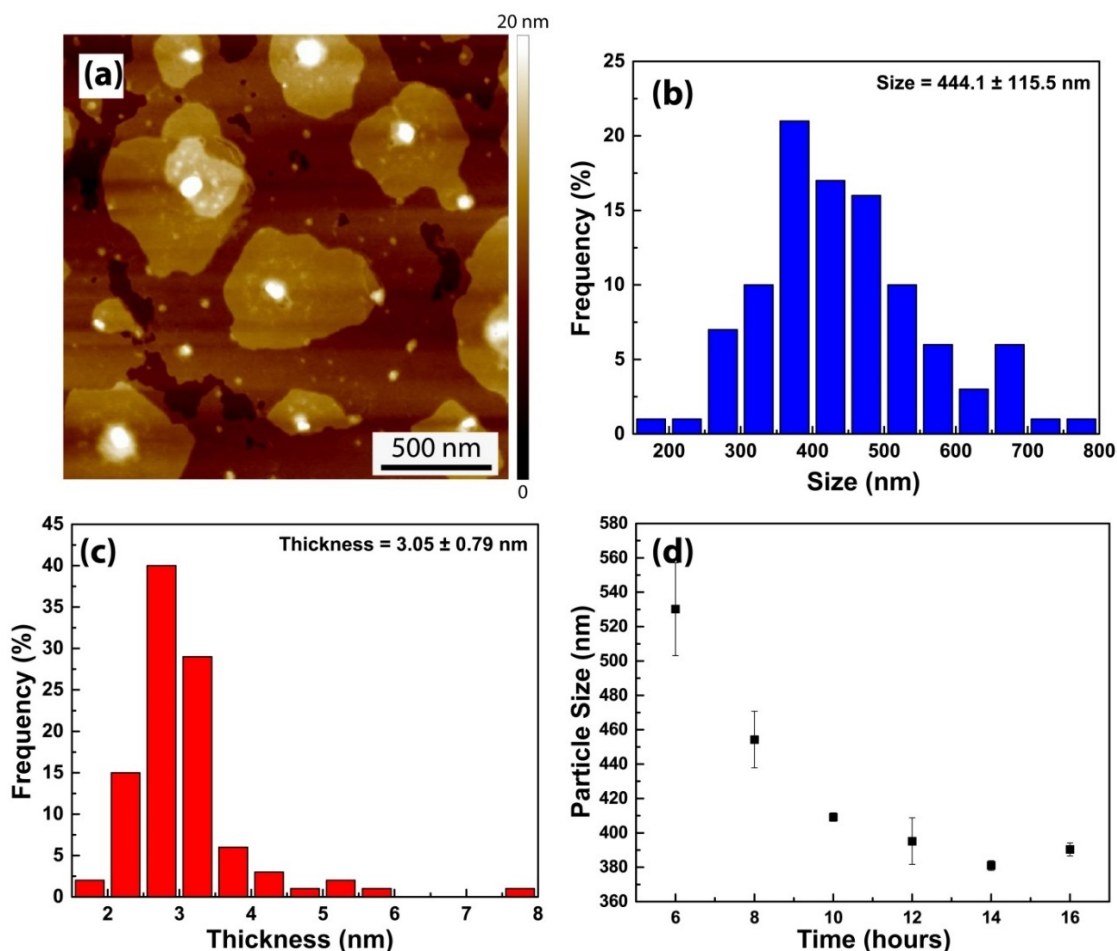 20 nm
(a)
500 nm
0
(b)
Size = 444.1 ± 115.5 nm
25
20
15
10
5
0
Frequency (%)
200 300 400 500 600 700 800
Size (nm)
(c)
Thickness = 3.05 ± 0.79 nm
45
40
35
30
25
20
15
10
5
0
Frequency (%)
2 3 4 5 6 7 8
Thickness (nm)
(d)
580
560
540
520
500
480
460
440
420
400
380
360
Particle Size (nm)
6 8 10 12 14 16
Time (hours)